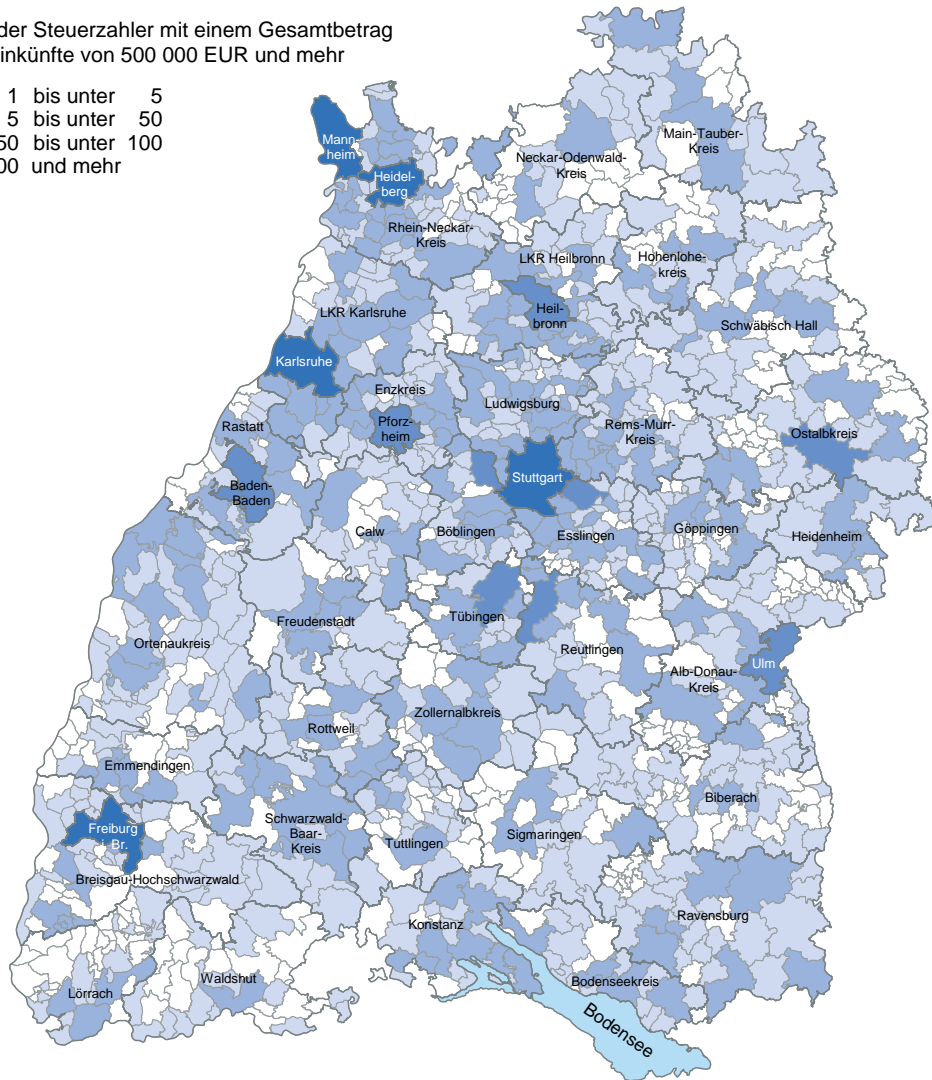 der Steuerzahler mit einem Gesamtbetrag
inkünfte von 500 000 EUR und mehr
1 bis unter 5
5 bis unter 50
50 bis unter 100
00 und mehr
Mann-
heim
Heidel-
berg
Neckar-Odenwald-
Kreis
Main-Tauber-
Kreis
Rhein-Neckar-
Kreis
LKR Heilbronn
Hohenlohe-
kreis
LKR Karlsruhe
Heil-
bronn
Schwäbisch Hall
Karlsruhe
Enzkreis
Ludwigsburg
Rastatt
Pforz-
heim
Rems-Murr-
Kreis
Ostalbkreis
Baden-
Baden
Stuttgart
Calw
Böblingen
Esslingen
Göppingen
Heidenheim
Freudenstadt
Tübingen
Ortenaukreis
Reutlingen
Alb-Donau-
Kreis
Ulm
Rottweil
Zollernalbkreis
Emmendingen
Biberach
Freiburg
i. Br.
Schwarzwald-
Baar-
Kreis
Tuttlingen
Sigmaringen
Breisgau-Hochschwarzwald
Konstanz
Ravensburg
Waldshut
Lörrach
Bodenseekreis
Bodensee